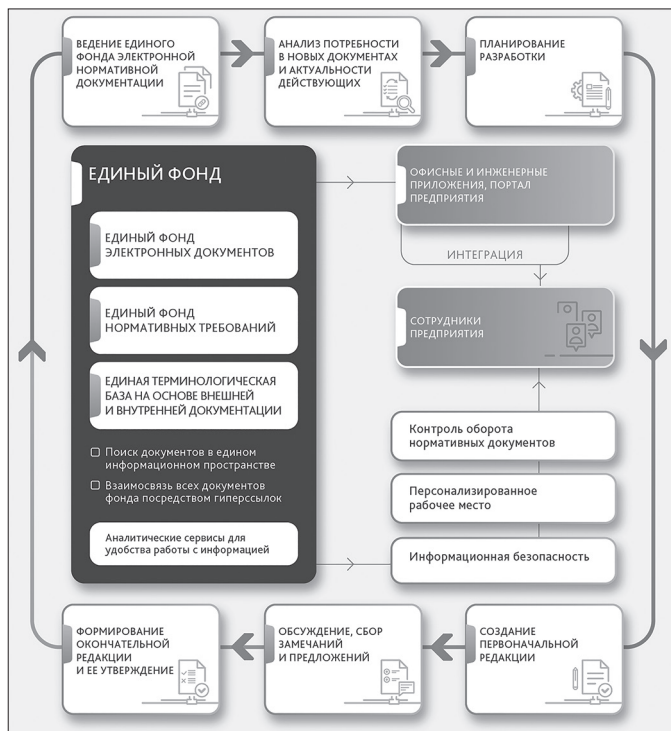 ВЕДЕНИЕ ЕДИНОГО
ФОНДА ЭЛЕКТРОННОЙ
НОРМАТИВНОЙ
ДОКУМЕНТАЦИИ
АНАЛИЗ ПОТРЕБНОСТИ
В НОВЫХ ДОКУМЕНТАХ
И АКТУАЛЬНОСТИ
ДЕЙСТВУЮЩИХ
ПЛАНИРОВАНИЕ
РАЗРАБОТКИ
ЕДИНЫЙ ФОНД
ЕДИНЫЙ ФОНД
ЭЛЕКТРОННЫХ ДОКУМЕНТОВ
ЕДИНЫЙ ФОНД
НОРМАТИВНЫХ ТРЕБОВАНИЙ
ЕДИНАЯ ТЕРМИНОЛОГИЧЕСКАЯ
БАЗА НА ОСНОВЕ ВНЕШНЕЙ
И ВНУТРЕННЕЙ ДОКУМЕНТАЦИИ
Поиск документов в едином
информационном пространстве
Взаимосвязь всех документов
фонда посредством гиперссылок
Аналитические сервисы для
удобства работы с информацией
ОФИСНЫЕ И ИНЖЕНЕРНЫЕ
ПРИЛОЖЕНИЯ, ПОРТАЛ
ПРЕДПРИЯТИЯ
ИНТЕГРАЦИЯ
СОТРУДНИКИ
ПРЕДПРИЯТИЯ
Контроль оборота
нормативных документов
Персонализированное
рабочее место
Информационная безопасность
ФОРМИРОВАНИЕ
ОКОНЧАТЕЛЬНОЙ
РЕДАКЦИИ
И ЕЕ УТВЕРЖДЕНИЕ
ОБСУЖДЕНИЕ, СБОР
ЗАМЕЧАНИЙ
И ПРЕДЛОЖЕНИЙ
СОЗДАНИЕ
ПЕРВОНАЧАЛЬНОЙ
РЕДАКЦИИ